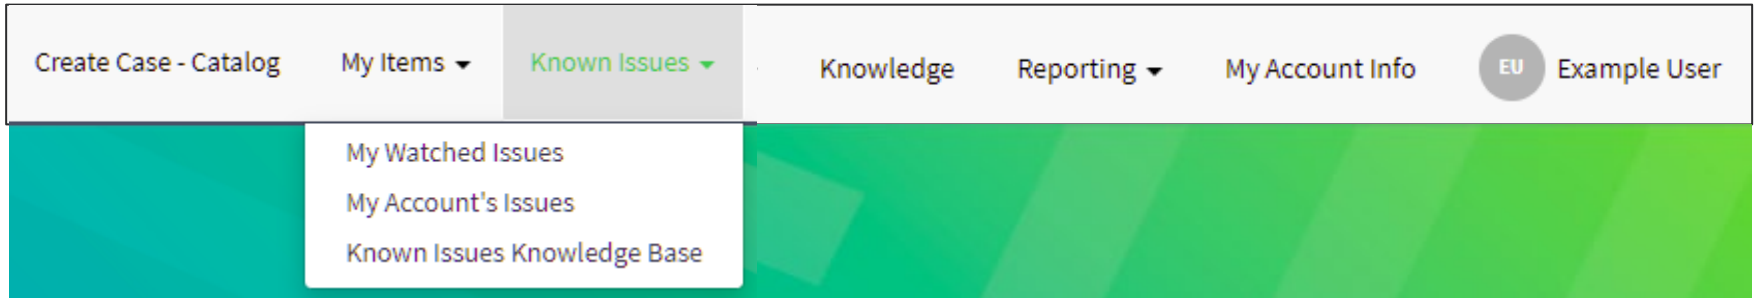 Create Case - Catalog My Items Known Issues Knowledge Reporting My Account Info EU Example User
My Watched Issues
My Account's Issues
Known Issues Knowledge Base